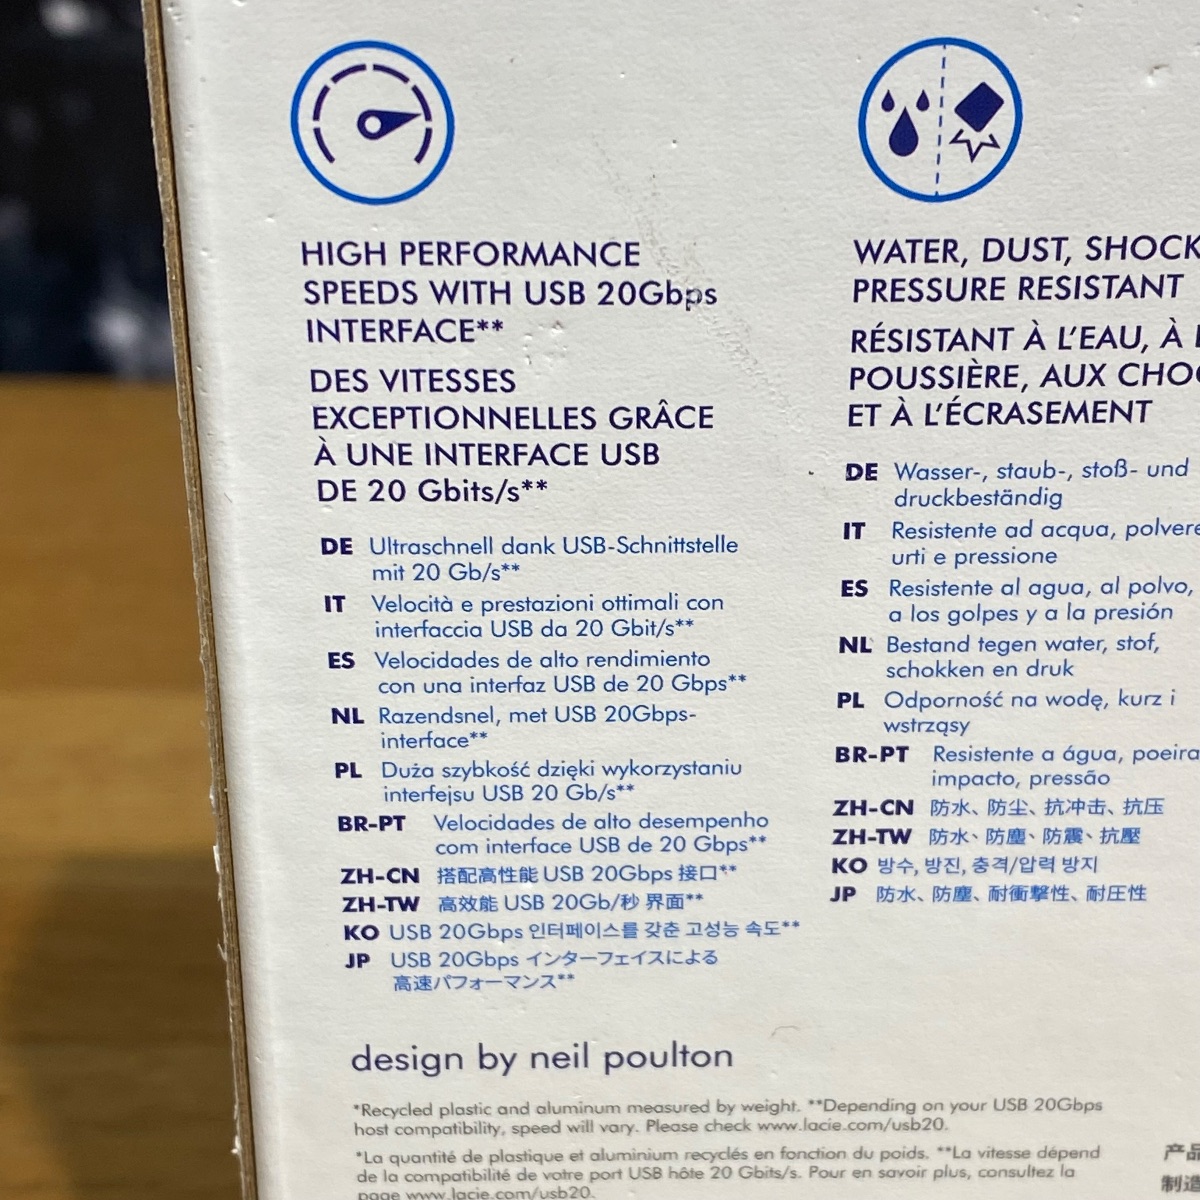 HIGH PERFORMANCE
SPEEDS WITH USB 20Gbps
INTERFACE**
DES VITESSES
EXCEPTIONNELLES GRÂCE
À UNE INTERFACE USB
DE 20 Gbits/s**
DE Ultraschnell dank USB-Schnittstelle
mit 20 Gb/s**
IT Velocità e prestazioni ottimali con
interfaccia USB da 20 Gbit/s**
ES Velocidades de alto rendimiento
con una interfaz USB de 20 Gbps**
NL Razendsnel, met USB 20Gbps-
interface**
PL Duża szybkość dzięki wykorzystaniu
interfejsu USB 20 Gb/s**
BR-PT Velocidades de alto desempenho
com interface USB de 20 Gbps**
ZH-CN 搭配高性能 USB 20Gbps 接口**
ZH-TW 高效能 USB 20Gb/秒 界面**
KO USB 20Gbps 인터페이스를 갖춘 고성능 속도**
JP USB 20Gbps インターフェイスによる
高速パフォーマンス**
WATER, DUST, SHOCK
PRESSURE RESISTANT
RÉSISTANT À L'EAU, À
POUSSIÈRE, AUX CHO
ET À L'ÉCRASEMENT
DE Wasser-, staub-, stoß- und
druckbeständig
IT Resistente ad acqua, polvere
urti e pressione
ES Resistente al agua, al polvo,
a los golpes y a la presión
NL Bestand tegen water, stof,
schokken en druk
PL Odporność na wodę, kurz i
wstrząsy
BR-PT Resistente a água, poeira
impacto, pressão
ZH-CN 防水、防尘、抗冲击、抗压
ZH-TW 防水、防塵、防震、抗壓
KO 방수, 방진, 충격/압력 방지
JP 防水、防塵、耐衝撃性、耐圧性
design by neil poulton
*Recycled plastic and aluminum measured by weight. **Depending on your USB 20Gbps
host compatibility, speed will vary. Please check www.lacie.com/usb20.
*La quantité de plastique et aluminium recyclés en fonction du poids. **La vitesse dépend
de la compatibilité de votre port USB hôte 20 Gbits/s. Pour en savoir plus, consultez la
page www.lacie.com/usb20.
产品
制造